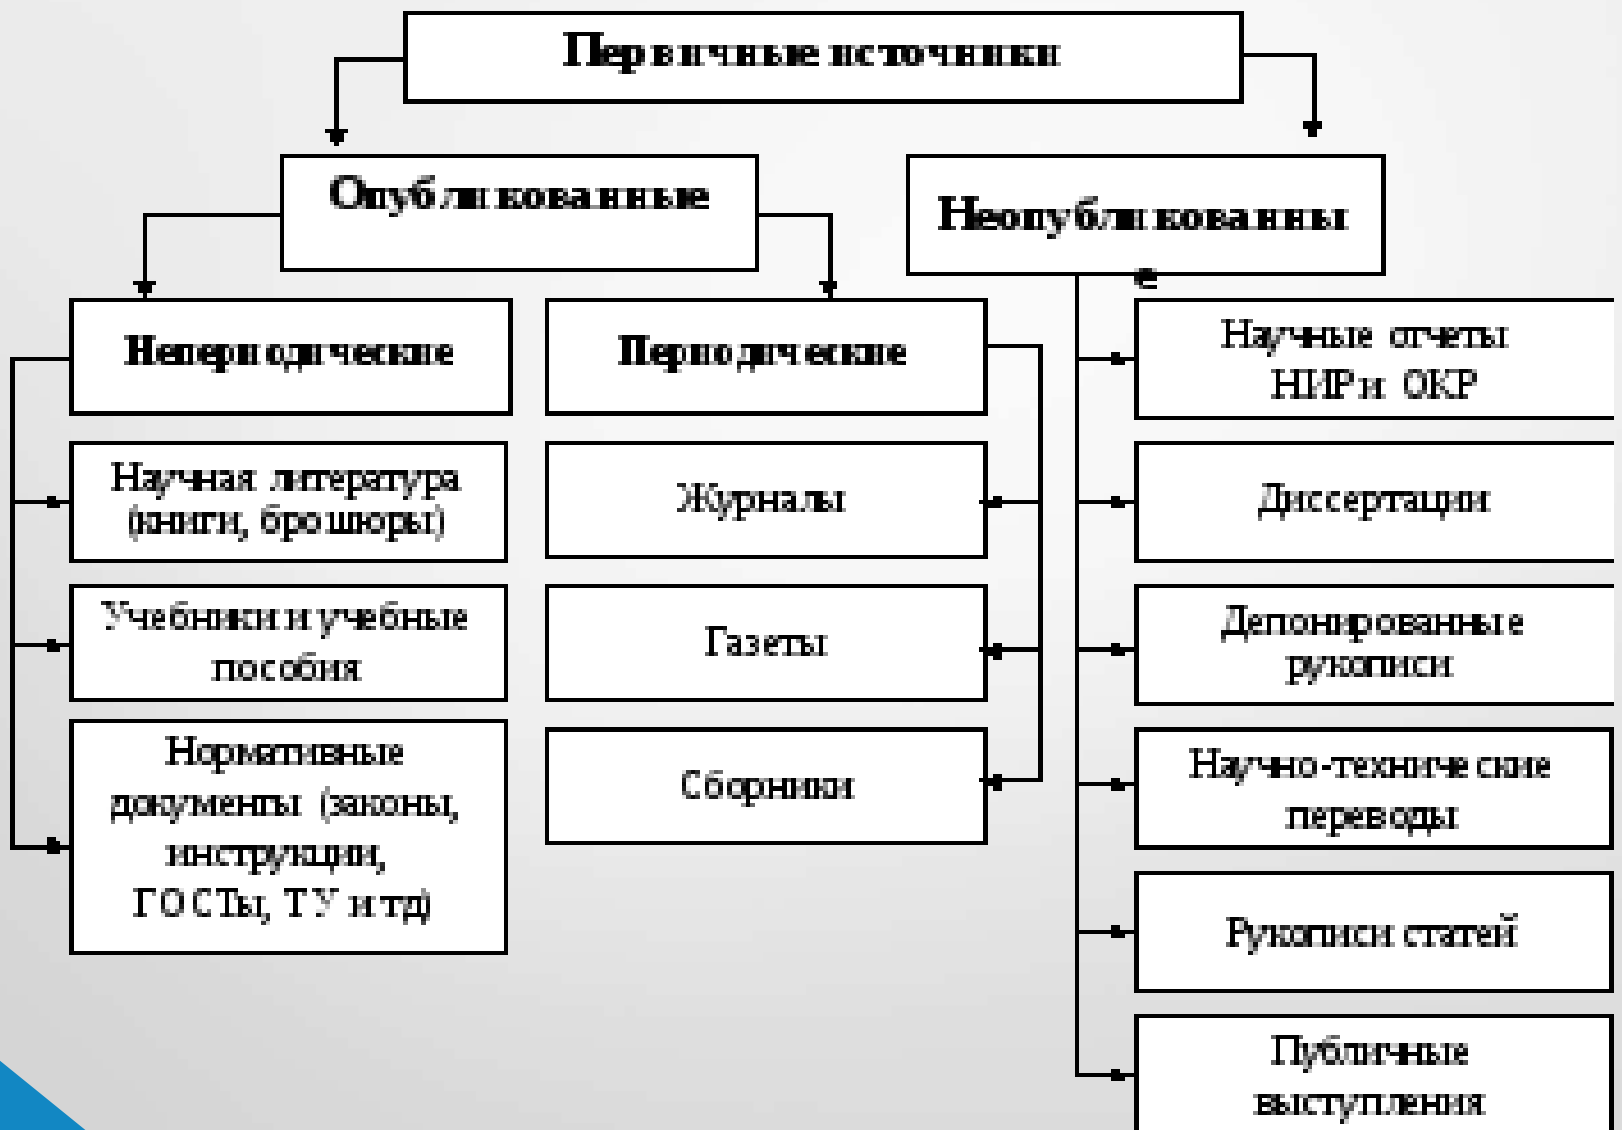 Первичные источники
Опубликованные
Неопубликованны
е
Непериодические
Периодические
Научные отчеты
НИР и ОКР
Научная литература
(книги, брошюры)
Журналы
Диссертации
Учебники и учебные
пособия
Газеты
Депонированные
рукописи
Нормативные
документы (законы,
инструкции,
ГОСТы, ТУ и тд)
Сборники
Научно-технические
переводы
Рукописи статей
Публичные
выступления